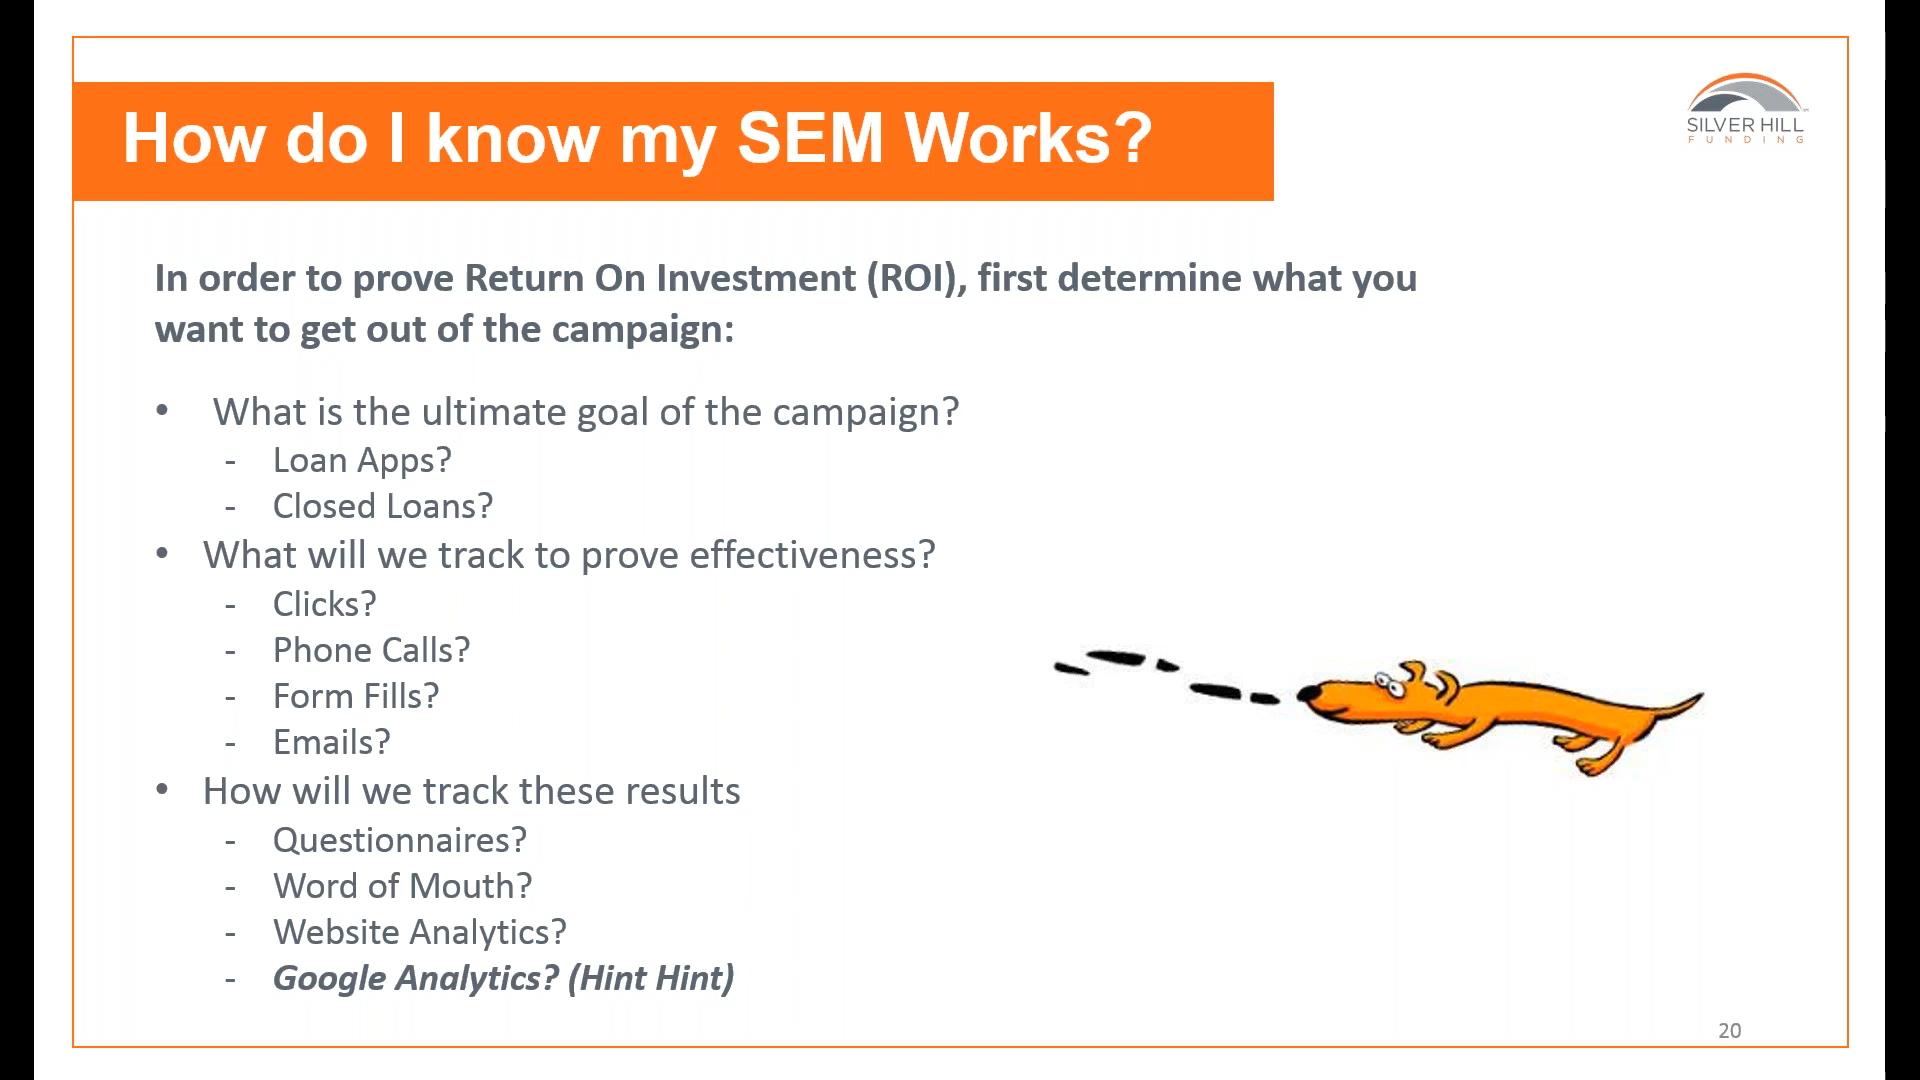 How do I know my SEM Works?
SILVER HILL
FUNDING
In order to prove Return On Investment (ROI), first determine what you
want to get out of the campaign:
• What is the ultimate goal of the campaign?
- Loan Apps?
- Closed Loans?
• What will we track to prove effectiveness?
- Clicks?
- Phone Calls?
- Form Fills?
- Emails?
• How will we track these results
- Questionnaires?
- Word of Mouth?
- Website Analytics?
- Google Analytics? (Hint Hint)
20